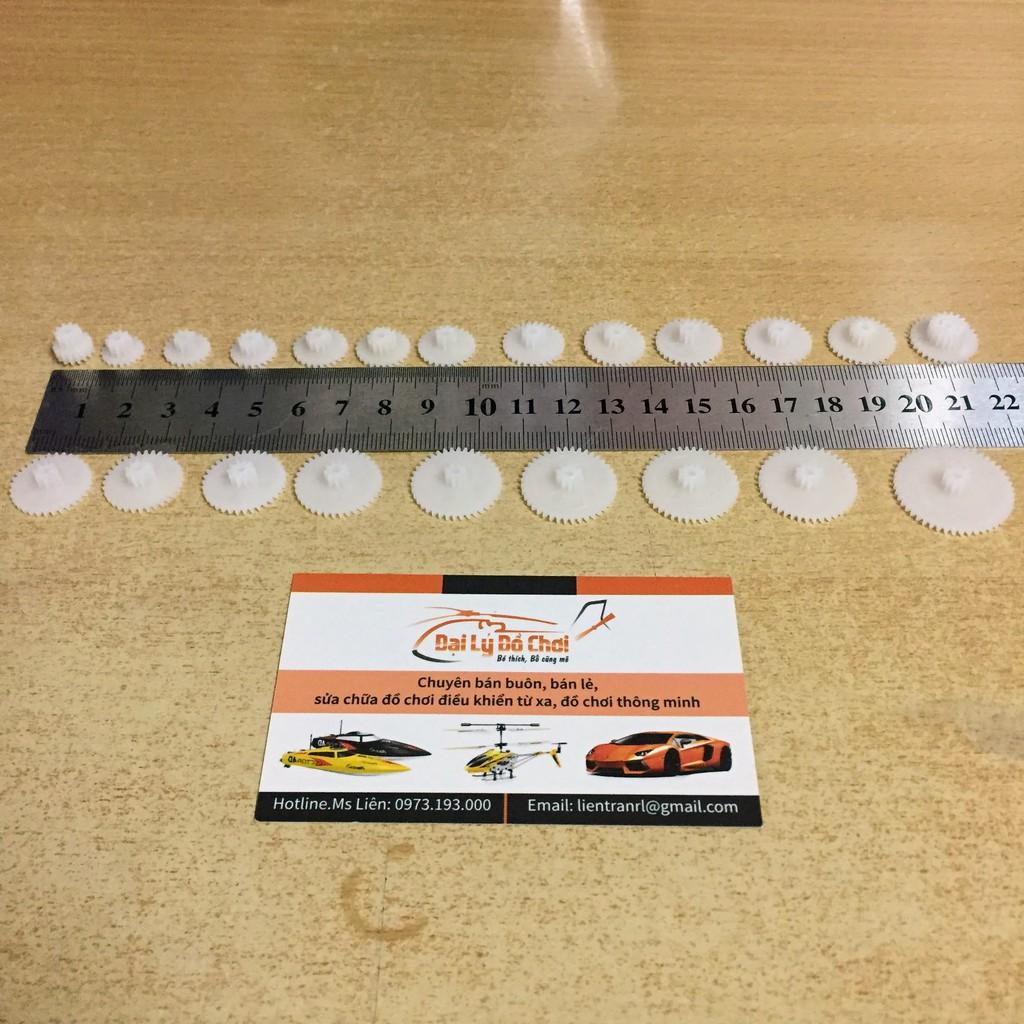 mm
1 2 3 4 5 6 7 8 9 10 11 12 13 14 15 16 17 18 19 20 21 22
Đại Lý Đồ Chơi
Bé thích, Bố cũng mê
Chuyên bán buôn, bán lẻ,
sửa chữa đồ chơi điều khiển từ xa, đồ chơi thông minh
Hotline.Ms Liên: 0973.193.000
Email: lientranrl@gmail.com